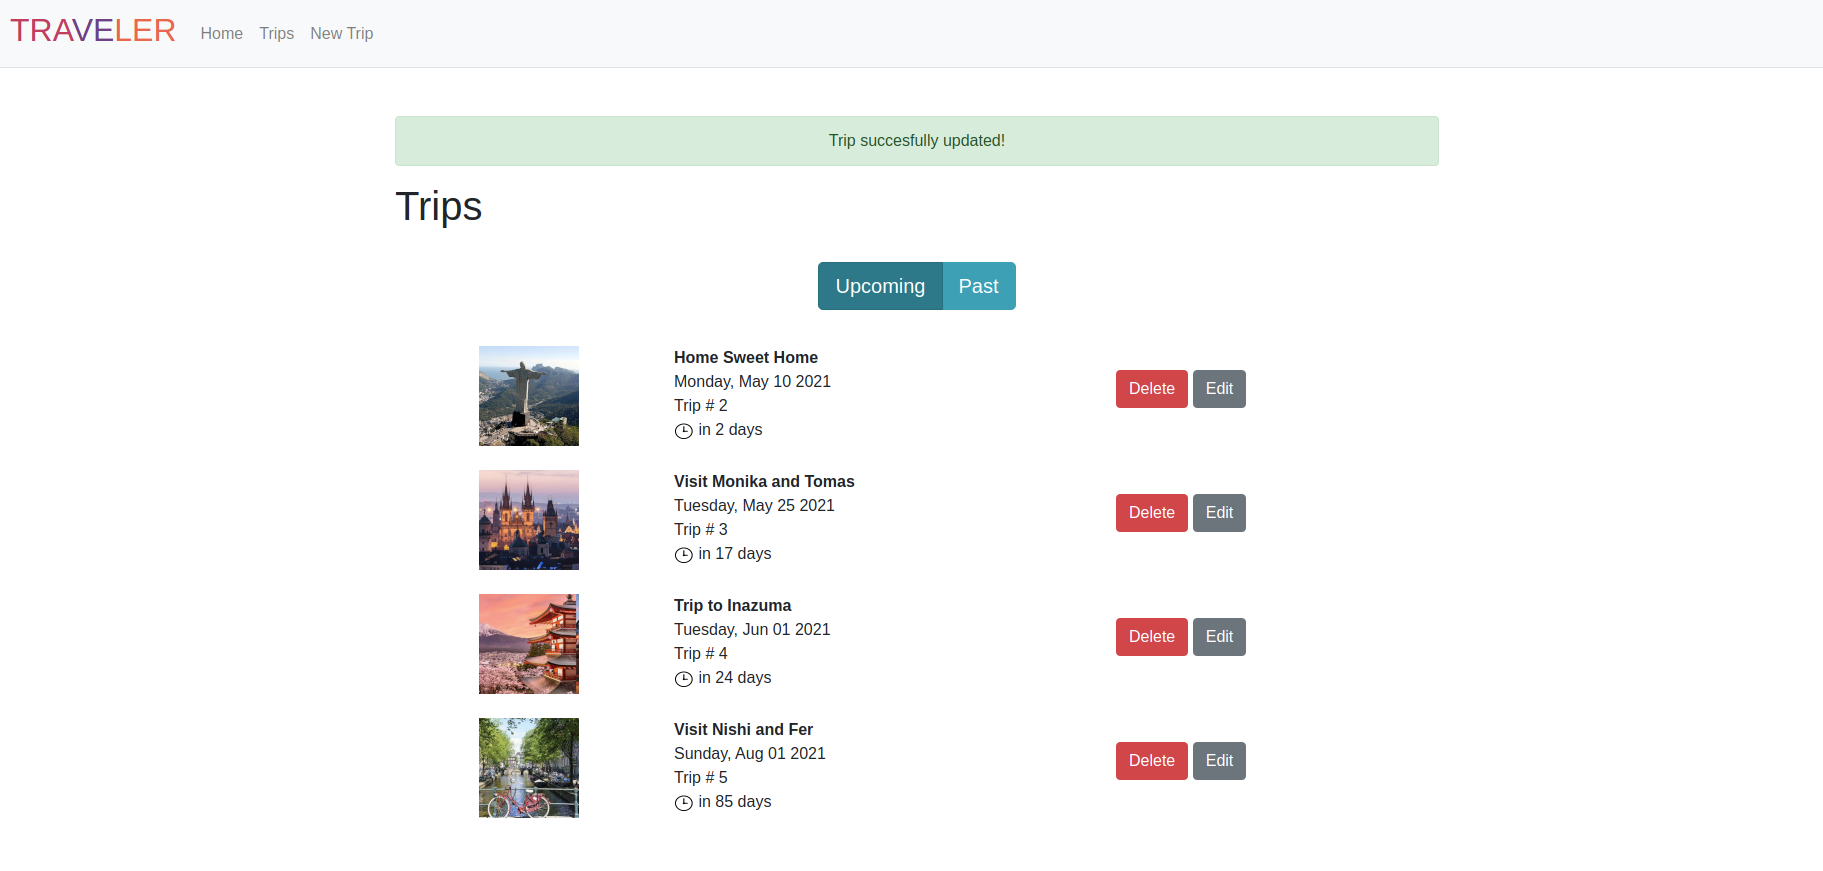 TRAVELER Home Trips New Trip
Trip succesfully updated!
Trips
Upcoming Past
Home Sweet Home
Monday, May 10 2021
Trip # 2
in 2 days
Delete Edit
Visit Monika and Tomas
Tuesday, May 25 2021
Trip # 3
in 17 days
Delete Edit
Trip to Inazuma
Tuesday, Jun 01 2021
Trip # 4
in 24 days
Delete Edit
Visit Nishi and Fer
Sunday, Aug 01 2021
Trip # 5
in 85 days
Delete Edit